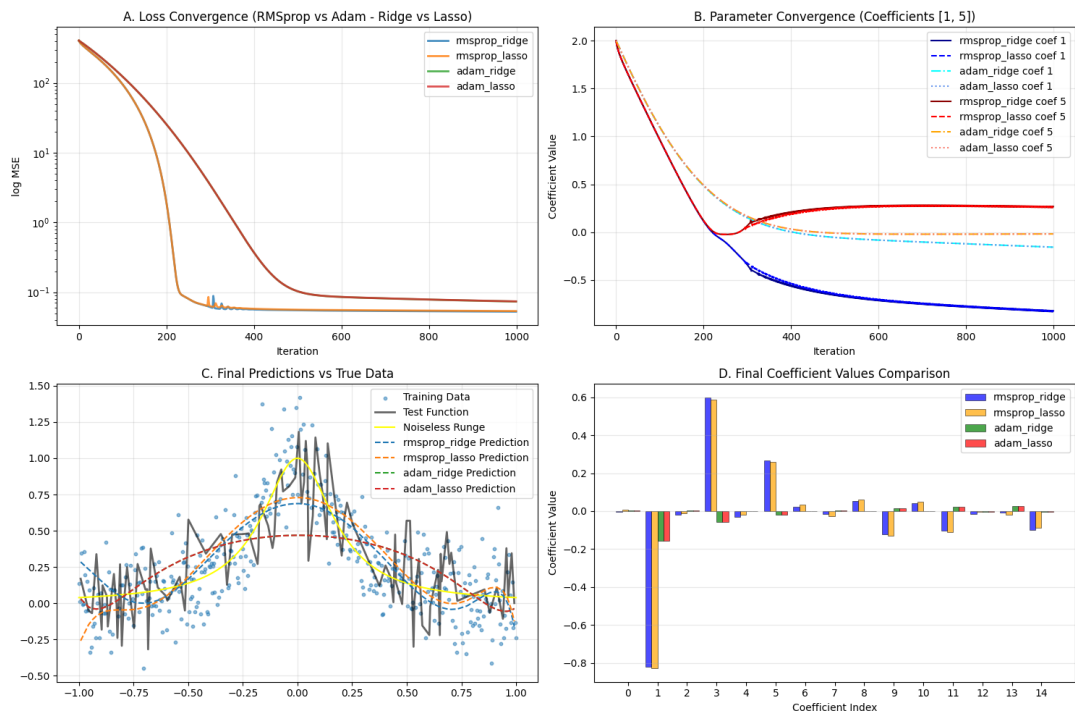 A. Loss Convergence (RMSprop vs Adam - Ridge vs Lasso)
rmsprop_ridge
rmsprop_lasso
adam_ridge
adam_lasso
10²
10¹
10⁰
10⁻¹
log MSE
0 200 400 600 800 1000
Iteration
B. Parameter Convergence (Coefficients [1, 5])
rmsprop_ridge coef 1
rmsprop_lasso coef 1
adam_ridge coef 1
adam_lasso coef 1
rmsprop_ridge coef 5
rmsprop_lasso coef 5
adam_ridge coef 5
adam_lasso coef 5
2.0
1.5
1.0
0.5
0.0
−0.5
Coefficient Value
0 200 400 600 800 1000
Iteration
C. Final Predictions vs True Data
Training Data
Test Function
Noiseless Runge
rmsprop_ridge Prediction
rmsprop_lasso Prediction
adam_ridge Prediction
adam_lasso Prediction
1.50
1.25
1.00
0.75
0.50
0.25
0.00
−0.25
−0.50
−1.00 −0.75 −0.50 −0.25 0.00 0.25 0.50 0.75 1.00
D. Final Coefficient Values Comparison
rmsprop_ridge
rmsprop_lasso
adam_ridge
adam_lasso
0.6
0.4
0.2
0.0
−0.2
−0.4
−0.6
−0.8
Coefficient Value
0 1 2 3 4 5 6 7 8 9 10 11 12 13 14
Coefficient Index